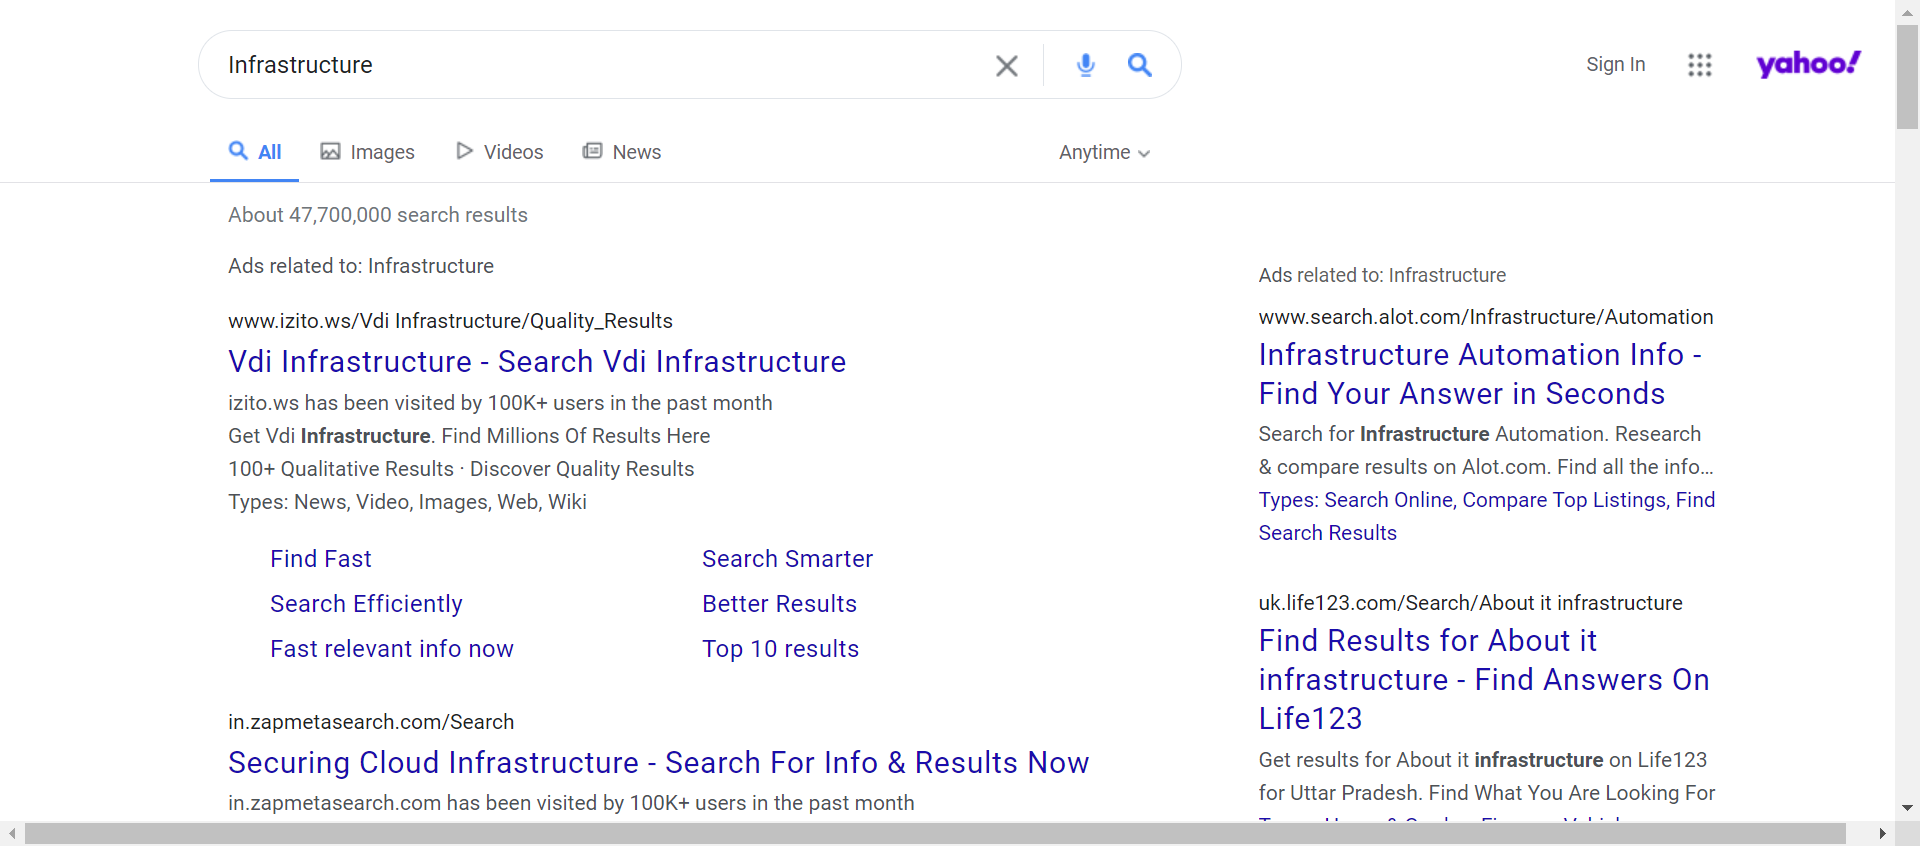 Infrastructure
Sign In
yahoo!
All
Images
Videos
News
Anytime
About 47,700,000 search results
Ads related to: Infrastructure
www.izito.ws/Vdi Infrastructure/Quality_Results
Vdi Infrastructure - Search Vdi Infrastructure
izito.ws has been visited by 100K+ users in the past month
Get Vdi Infrastructure. Find Millions Of Results Here
100+ Qualitative Results · Discover Quality Results
Types: News, Video, Images, Web, Wiki
Find Fast
Search Smarter
Search Efficiently
Better Results
Fast relevant info now
Top 10 results
in.zapmetasearch.com/Search
Securing Cloud Infrastructure - Search For Info & Results Now
in.zapmetasearch.com has been visited by 100K+ users in the past month
Ads related to: Infrastructure
www.search.alot.com/Infrastructure/Automation
Infrastructure Automation Info -
Find Your Answer in Seconds
Search for Infrastructure Automation. Research
& compare results on Alot.com. Find all the info...
Types: Search Online, Compare Top Listings, Find
Search Results
uk.life123.com/Search/About it infrastructure
Find Results for About it
infrastructure - Find Answers On
Life123
Get results for About it infrastructure on Life123
for Uttar Pradesh. Find What You Are Looking For